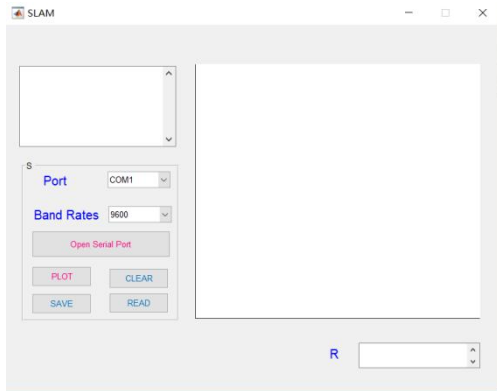 SLAM
S
Port COM1
Band Rates 9600
Open Serial Port
PLOT CLEAR
SAVE READ
R